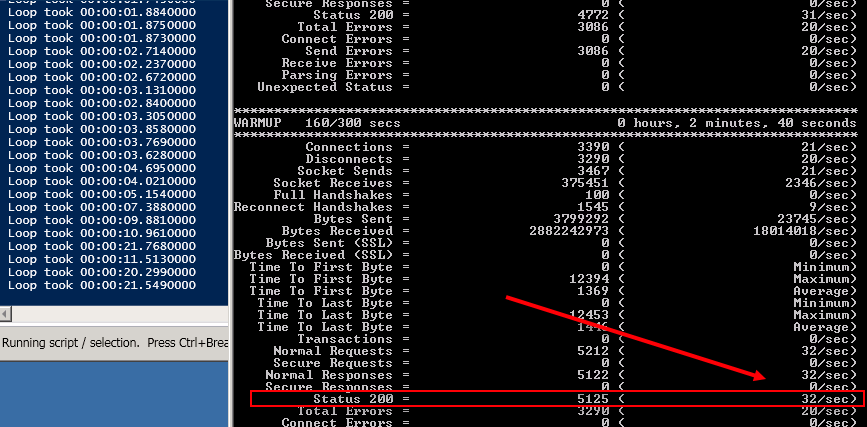 Loop took 00:00:01.8840000
Loop took 00:00:01.8750000
Loop took 00:00:01.8730000
Loop took 00:00:02.7140000
Loop took 00:00:02.2370000
Loop took 00:00:02.6720000
Loop took 00:00:03.1310000
Loop took 00:00:02.8400000
Loop took 00:00:03.3050000
Loop took 00:00:03.8580000
Loop took 00:00:03.7690000
Loop took 00:00:03.6280000
Loop took 00:00:04.6950000
Loop took 00:00:04.0210000
Loop took 00:00:05.1540000
Loop took 00:00:07.3880000
Loop took 00:00:09.8810000
Loop took 00:00:10.9610000
Loop took 00:00:21.7680000
Loop took 00:00:11.5130000
Loop took 00:00:20.2990000
Loop took 00:00:21.5490000
Running script / selection. Press Ctrl+Brea
Secure Responses = 0 ( 0/sec)
Status 200 = 4772 ( 31/sec)
Total Errors = 3086 ( 20/sec)
Connect Errors = 0 ( 0/sec)
Send Errors = 3086 ( 20/sec)
Receive Errors = 0 ( 0/sec)
Parsing Errors = 0 ( 0/sec)
Unexpected Status = 0 ( 0/sec)
WARMUP 160/300 secs 0 hours, 2 minutes, 40 seconds
Connections = 3390 ( 21/sec)
Disconnects = 3290 ( 20/sec)
Socket Sends = 3467 ( 21/sec)
Socket Receives = 375451 ( 2346/sec)
Full Handshakes = 100 ( 0/sec)
Reconnect Handshakes = 1545 ( 9/sec)
Bytes Sent = 3799292 ( 23745/sec)
Bytes Received = 2882242973 ( 18014018/sec)
Bytes Sent (SSL) = 0 ( 0/sec)
Bytes Received (SSL) = 0 ( 0/sec)
Time To First Byte = 0 ( Minimum)
Time To First Byte = 12394 ( Maximum)
Time To First Byte = 1369 ( Average)
Time To Last Byte = 0 ( Minimum)
Time To Last Byte = 12453 ( Maximum)
Time To Last Byte = 1446 ( Average)
Transactions = 0 ( 0/sec)
Normal Requests = 5212 ( 32/sec)
Secure Requests = 0 ( 0/sec)
Normal Responses = 5122 ( 32/sec)
Secure Responses = 0 ( 0/sec)
Status 200 = 5125 ( 32/sec)
Total Errors = 3290 ( 20/sec)
Connect Errors = 0 ( 0/sec)